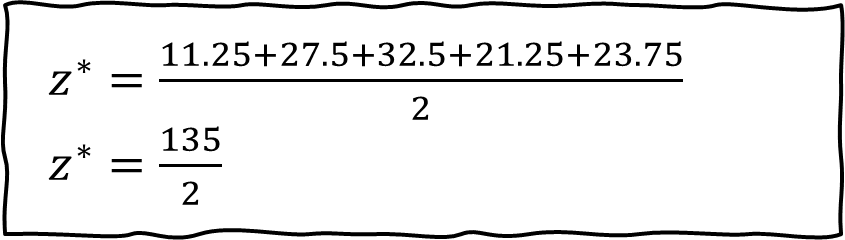 z* = (11.25+27.5+32.5+21.25+23.75)/2
z* = 135/2